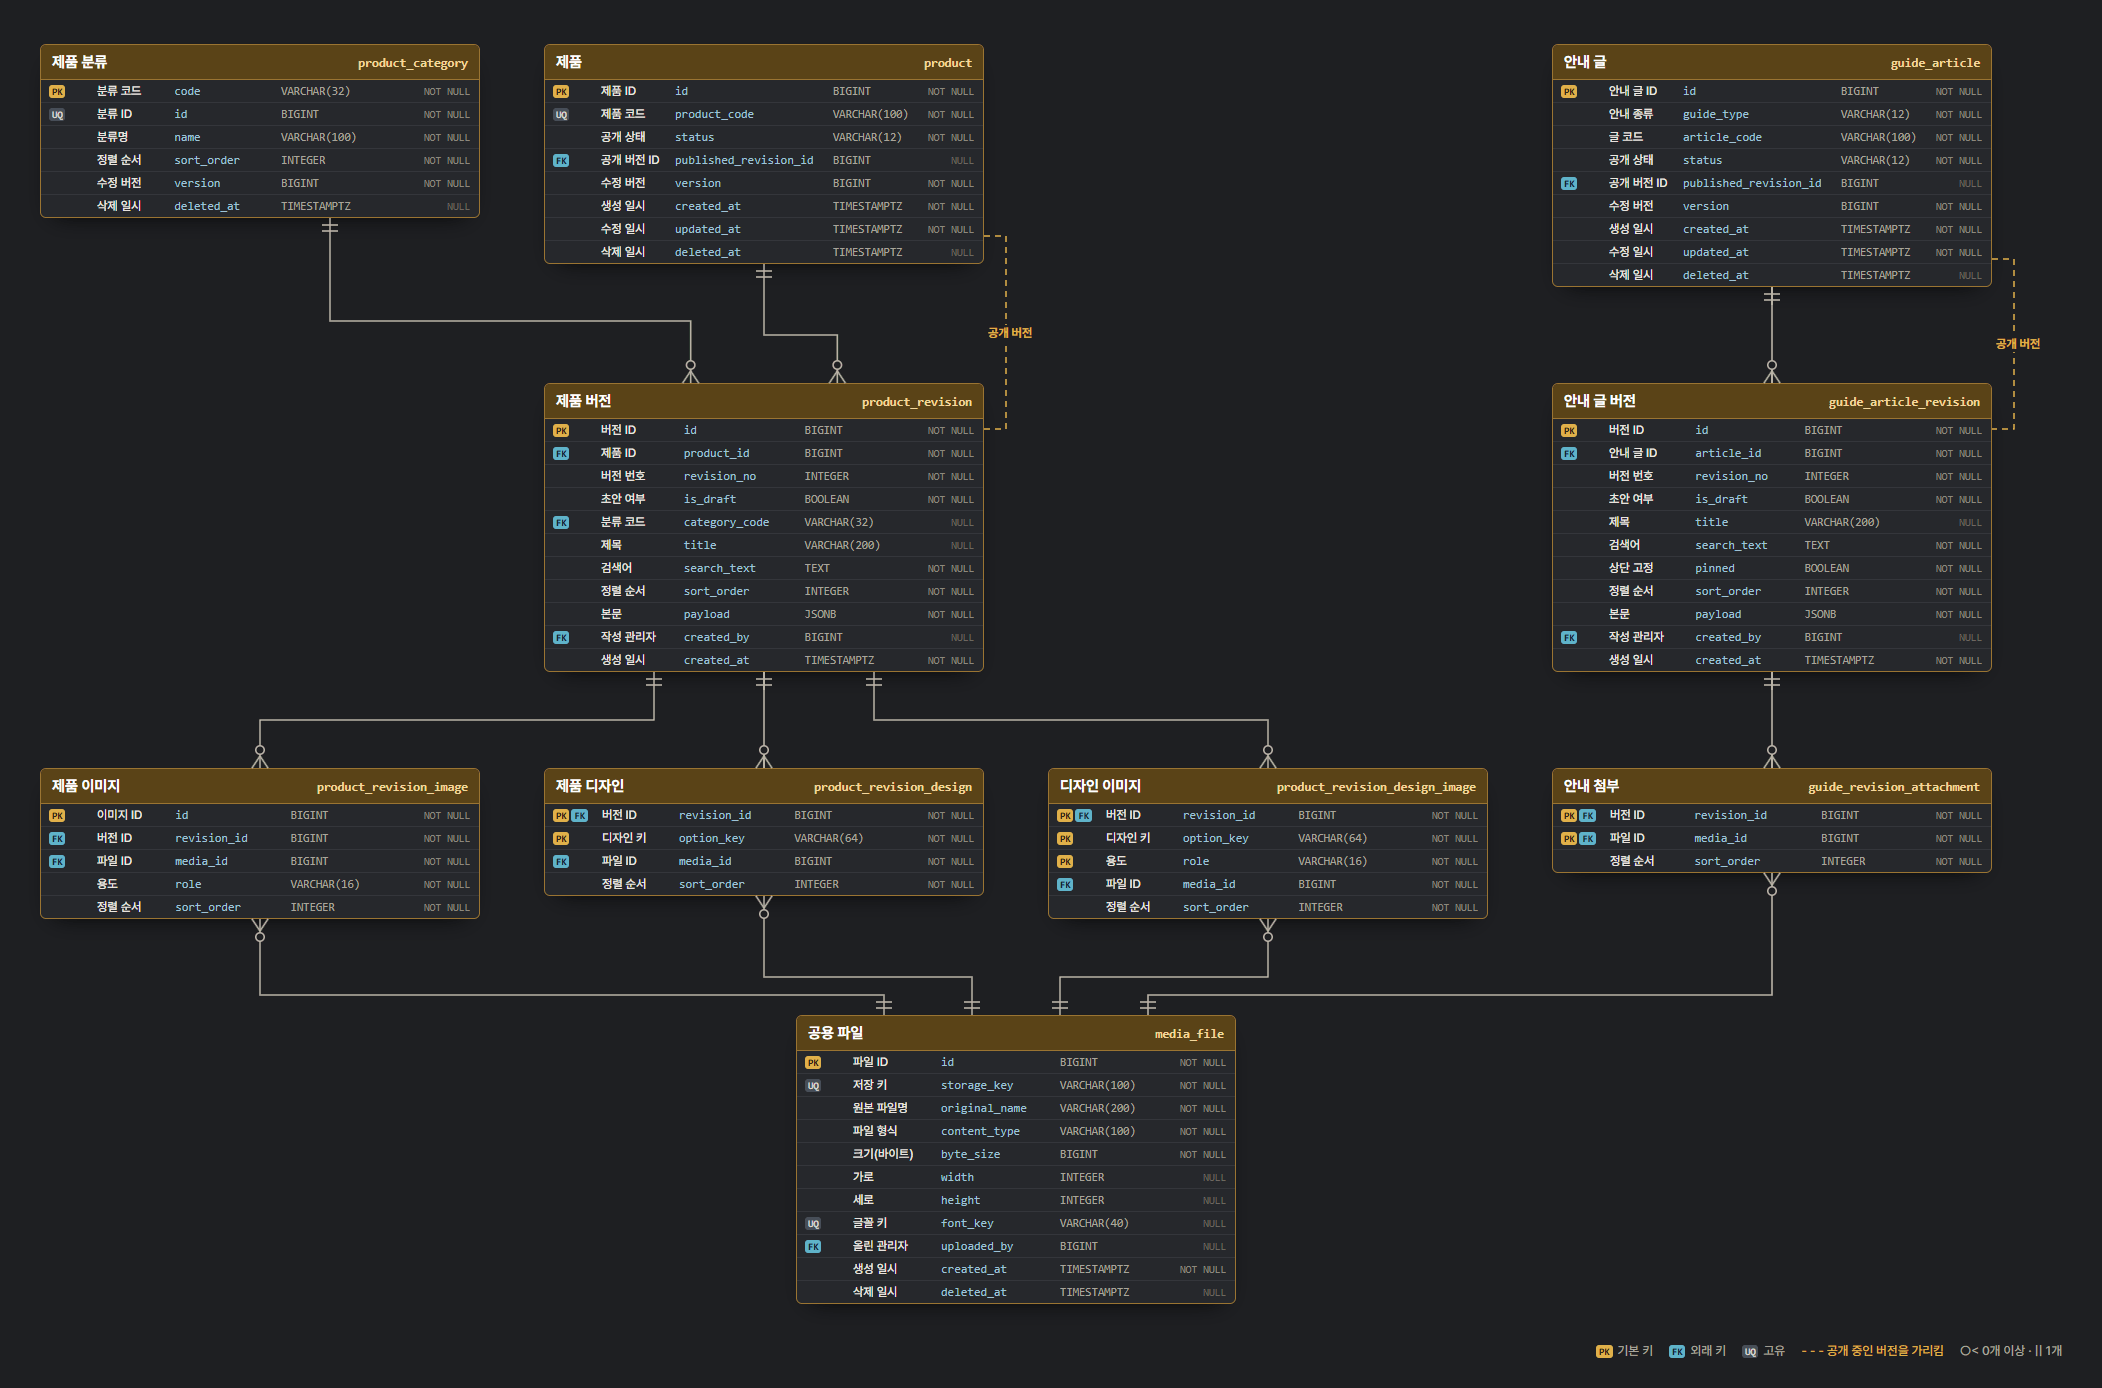 제품 분류 product_category
PK 분류 코드 code VARCHAR(32) NOT NULL
UQ 분류 ID id BIGINT NOT NULL
분류명 name VARCHAR(100) NOT NULL
정렬 순서 sort_order INTEGER NOT NULL
수정 버전 version BIGINT NOT NULL
삭제 일시 deleted_at TIMESTAMPTZ NULL
제품 product
PK 제품 ID id BIGINT NOT NULL
UQ 제품 코드 product_code VARCHAR(100) NOT NULL
공개 상태 status VARCHAR(12) NOT NULL
FK 공개 버전 ID published_revision_id BIGINT NULL
수정 버전 version BIGINT NOT NULL
생성 일시 created_at TIMESTAMPTZ NOT NULL
수정 일시 updated_at TIMESTAMPTZ NOT NULL
삭제 일시 deleted_at TIMESTAMPTZ NULL
공개 버전
안내 글 guide_article
PK 안내 글 ID id BIGINT NOT NULL
안내 종류 guide_type VARCHAR(12) NOT NULL
글 코드 article_code VARCHAR(100) NOT NULL
공개 상태 status VARCHAR(12) NOT NULL
FK 공개 버전 ID published_revision_id BIGINT NULL
수정 버전 version BIGINT NOT NULL
생성 일시 created_at TIMESTAMPTZ NOT NULL
수정 일시 updated_at TIMESTAMPTZ NOT NULL
삭제 일시 deleted_at TIMESTAMPTZ NULL
공개 버전
제품 버전 product_revision
PK 버전 ID id BIGINT NOT NULL
FK 제품 ID product_id BIGINT NOT NULL
버전 번호 revision_no INTEGER NOT NULL
초안 여부 is_draft BOOLEAN NOT NULL
FK 분류 코드 category_code VARCHAR(32) NULL
제목 title VARCHAR(200) NULL
검색어 search_text TEXT NOT NULL
정렬 순서 sort_order INTEGER NOT NULL
본문 payload JSONB NOT NULL
FK 작성 관리자 created_by BIGINT NULL
생성 일시 created_at TIMESTAMPTZ NOT NULL
안내 글 버전 guide_article_revision
PK 버전 ID id BIGINT NOT NULL
FK 안내 글 ID article_id BIGINT NOT NULL
버전 번호 revision_no INTEGER NOT NULL
초안 여부 is_draft BOOLEAN NOT NULL
제목 title VARCHAR(200) NULL
검색어 search_text TEXT NOT NULL
상단 고정 pinned BOOLEAN NOT NULL
정렬 순서 sort_order INTEGER NOT NULL
본문 payload JSONB NOT NULL
FK 작성 관리자 created_by BIGINT NULL
생성 일시 created_at TIMESTAMPTZ NOT NULL
제품 이미지 product_revision_image
PK 이미지 ID id BIGINT NOT NULL
FK 버전 ID revision_id BIGINT NOT NULL
FK 파일 ID media_id BIGINT NOT NULL
용도 role VARCHAR(16) NOT NULL
정렬 순서 sort_order INTEGER NOT NULL
제품 디자인 product_revision_design
PK FK 버전 ID revision_id BIGINT NOT NULL
PK 디자인 키 option_key VARCHAR(64) NOT NULL
FK 파일 ID media_id BIGINT NOT NULL
정렬 순서 sort_order INTEGER NOT NULL
디자인 이미지 product_revision_design_image
PK FK 버전 ID revision_id BIGINT NOT NULL
PK 디자인 키 option_key VARCHAR(64) NOT NULL
PK 용도 role VARCHAR(16) NOT NULL
FK 파일 ID media_id BIGINT NOT NULL
정렬 순서 sort_order INTEGER NOT NULL
안내 첨부 guide_revision_attachment
PK FK 버전 ID revision_id BIGINT NOT NULL
PK FK 파일 ID media_id BIGINT NOT NULL
정렬 순서 sort_order INTEGER NOT NULL
공용 파일 media_file
PK 파일 ID id BIGINT NOT NULL
UQ 저장 키 storage_key VARCHAR(100) NOT NULL
원본 파일명 original_name VARCHAR(200) NOT NULL
파일 형식 content_type VARCHAR(100) NOT NULL
크기(바이트) byte_size BIGINT NOT NULL
가로 width INTEGER NULL
세로 height INTEGER NULL
UQ 글꼴 키 font_key VARCHAR(40) NULL
FK 올린 관리자 uploaded_by BIGINT NULL
생성 일시 created_at TIMESTAMPTZ NOT NULL
삭제 일시 deleted_at TIMESTAMPTZ NULL
PK 기본 키 FK 외래 키 UQ 고유 - - - 공개 중인 버전을 가리킴 ○< 0개 이상 · || 1개